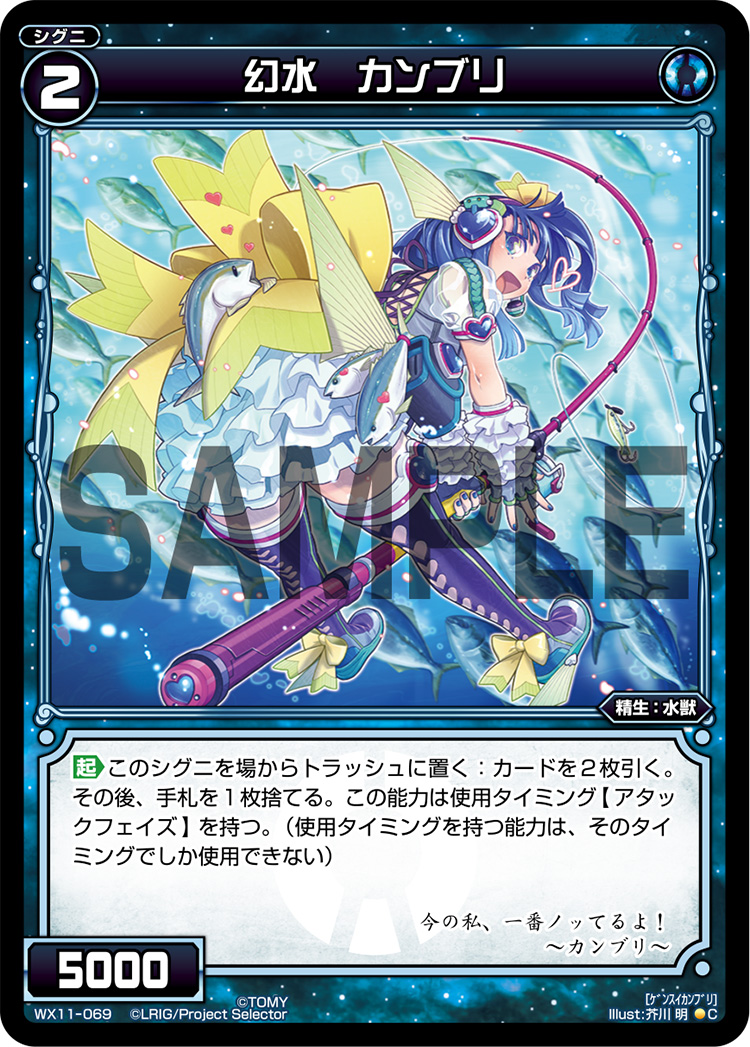 シグニ
2
幻水　カンブリ
SAMPLE
精生：水獣
起 このシグニを場からトラッシュに置く：カードを２枚引く。
その後、手札を１枚捨てる。この能力は使用タイミング【アタッ
クフェイズ】を持つ。（使用タイミングを持つ能力は、そのタイ
ミングでしか使用できない）
今の私、一番ノッてるよ！
～カンブリ～
5000
©TOMY
[ｹﾞﾝｽｲｶﾝﾌﾞﾘ]
WX11-069 ©LRIG/Project Selector
Illust:芥川 明 C